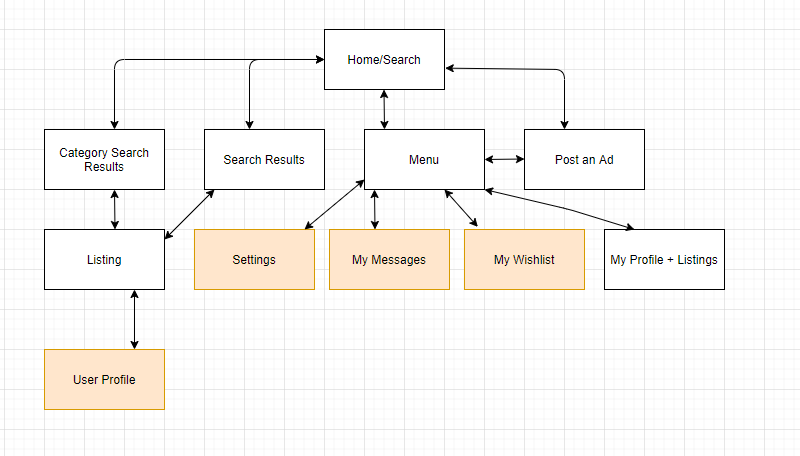 Home/Search
Category Search
Results
Search Results
Menu
Post an Ad
Listing
Settings
My Messages
My Wishlist
My Profile + Listings
User Profile